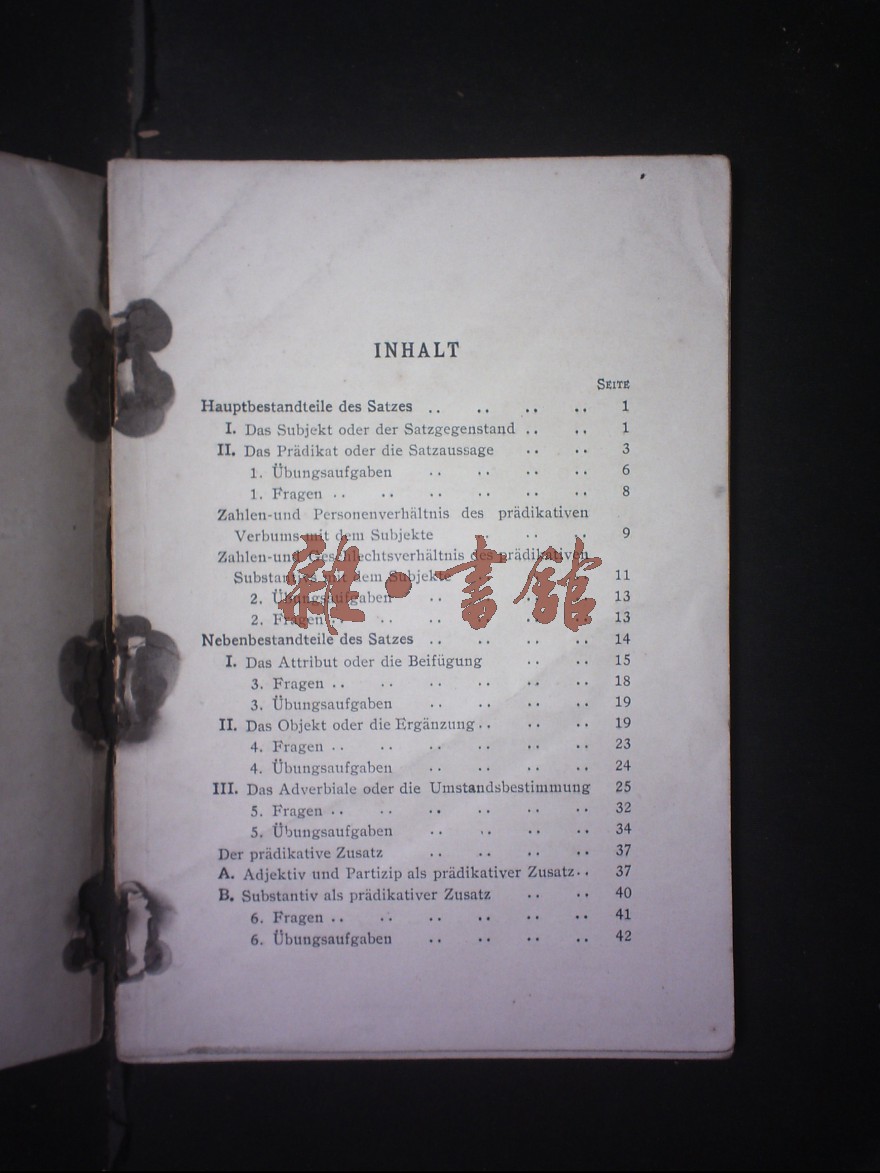 INHALT
SEITE
Hauptbestandteile des Satzes .. .. .. .. 1
I. Das Subjekt oder der Satzgegenstand .. .. 1
II. Das Prädikat oder die Satzaussage .. .. 3
1. Übungsaufgaben .. .. .. .. 6
1. Fragen .. .. .. .. .. .. 8
Zahlen-und Personenverhältnis des prädikativen
Verbums mit dem Subjekte .. .. 9
Zahlen-und Geschlechtsverhältnis des prädikativen
Substantivs mit dem Subjekte .. .. .. 11
2. Übungsaufgaben .. .. .. .. 13
2. Fragen .. .. .. .. .. .. 13
雜·書館
Nebenbestandteile des Satzes .. .. .. .. 14
I. Das Attribut oder die Beifügung .. .. 15
3. Fragen .. .. .. .. .. .. 18
3. Übungsaufgaben .. .. .. .. 19
II. Das Objekt oder die Ergänzung .. .. .. 19
4. Fragen .. .. .. .. .. .. 23
4. Übungsaufgaben .. .. .. .. 24
III. Das Adverbiale oder die Umstandsbestimmung 25
5. Fragen .. .. .. .. .. .. 32
5. Übungsaufgaben .. .. .. .. 34
Der prädikative Zusatz .. .. .. .. 37
A. Adjektiv und Partizip als prädikativer Zusatz .. 37
B. Substantiv als prädikativer Zusatz .. .. 40
6. Fragen .. .. .. .. .. .. 41
6. Übungsaufgaben .. .. .. .. 42